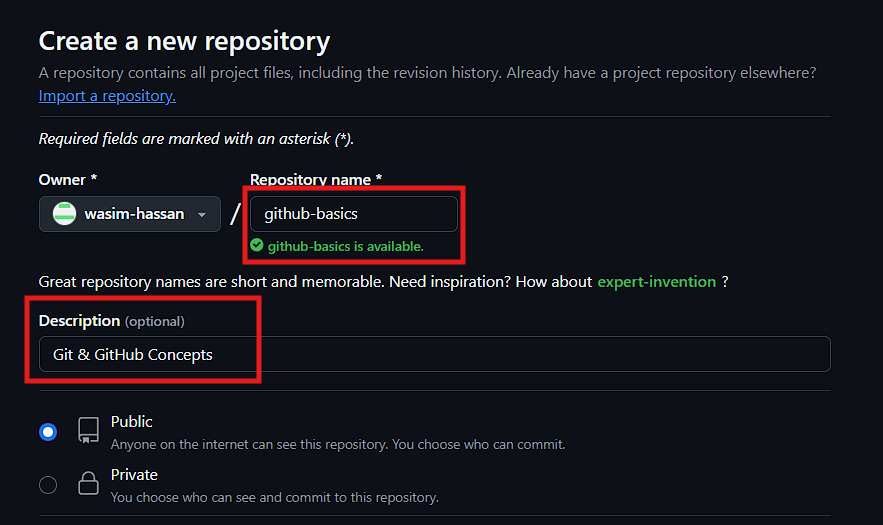 Create a new repository
A repository contains all project files, including the revision history. Already have a project repository elsewhere?
Import a repository.
Required fields are marked with an asterisk (*).
Owner *
Repository name *
wasim-hassan
/
github-basics
github-basics is available.
Great repository names are short and memorable. Need inspiration? How about expert-invention ?
Description (optional)
Git & GitHub Concepts
Public
Anyone on the internet can see this repository. You choose who can commit.
Private
You choose who can see and commit to this repository.